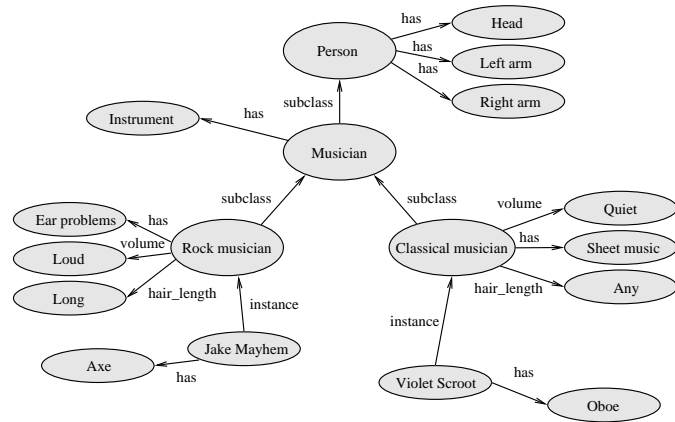 has
Head
Person
has
Left arm
has
Right arm
subclass
has
Instrument
Musician
subclass
subclass
volume
Quiet
Ear problems
has
volume
Rock musician
Classical musician
has
Sheet music
Loud
Long
hair_length
hair_length
Any
instance
instance
Jake Mayhem
Axe
has
Violet Scroot
has
Oboe